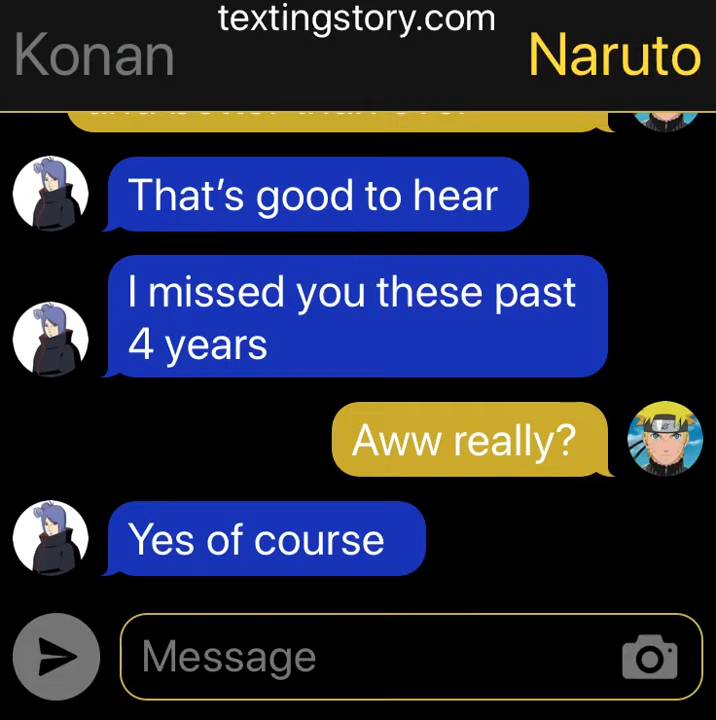 textingstory.com
Konan
Naruto
That's good to hear
I missed you these past
4 years
Aww really?
Yes of course
Message